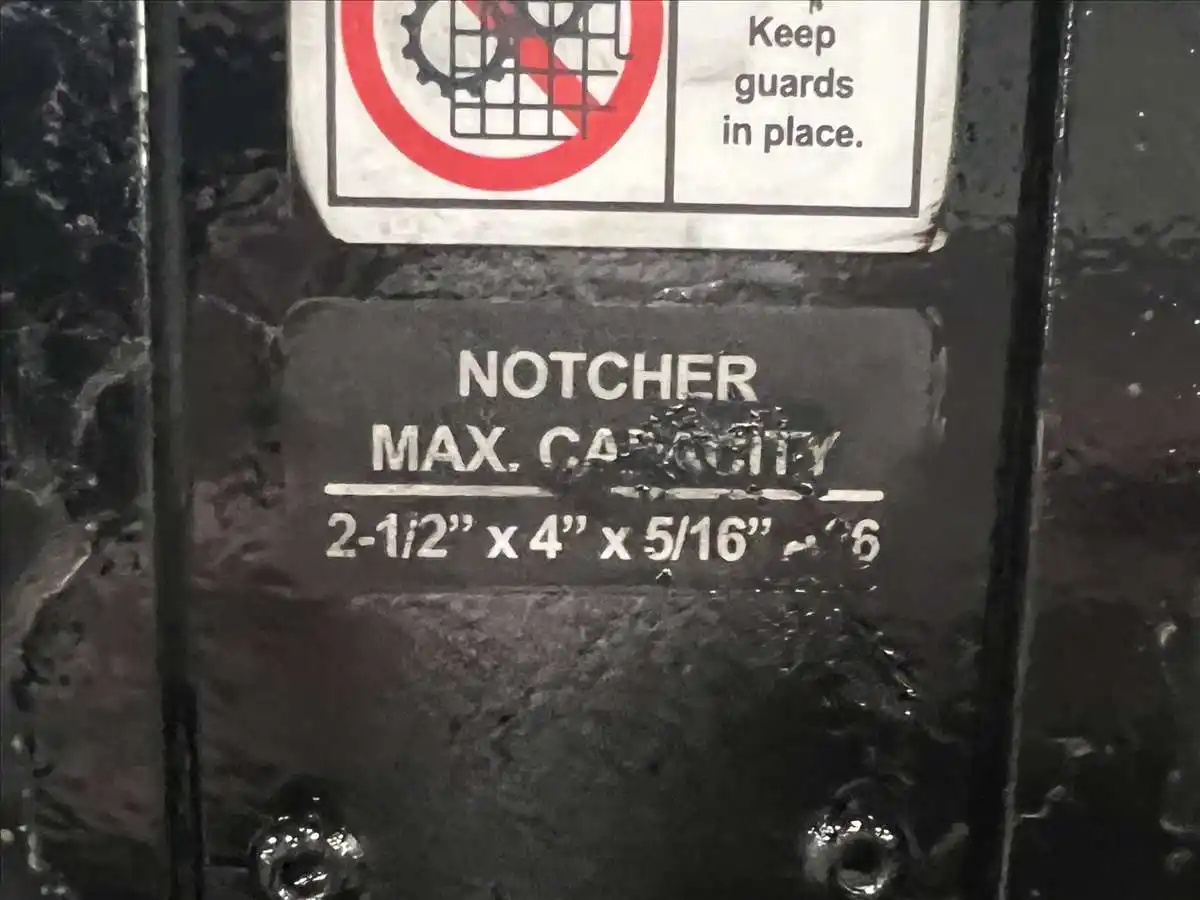 Keep
guards
in place.
NOTCHER
MAX. CAPACITY
2-1/2” x 4” x 5/16”